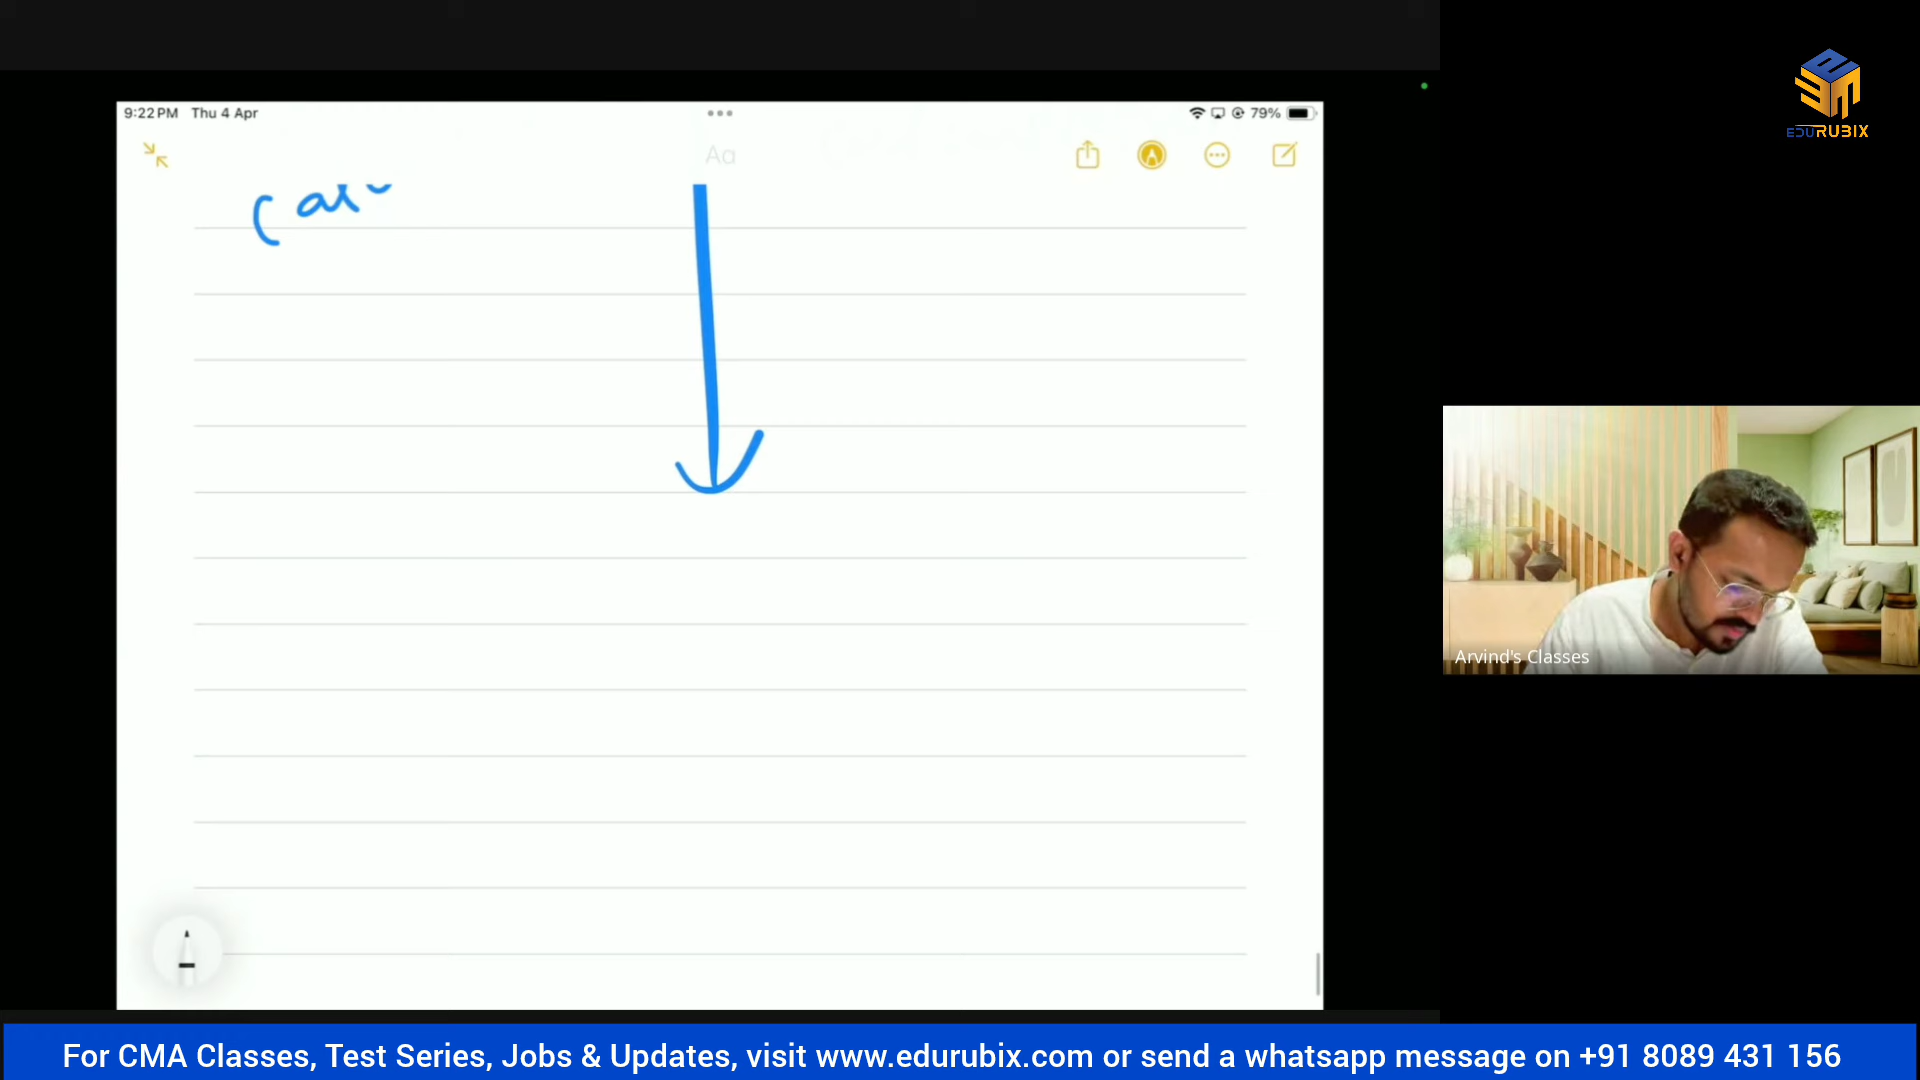 9:22 PM Thu 4 Apr
79%
Aa
EDURUBIX
Arvind's Classes
For CMA Classes, Test Series, Jobs & Updates, visit www.edurubix.com or send a whatsapp message on +91 8089 431 156